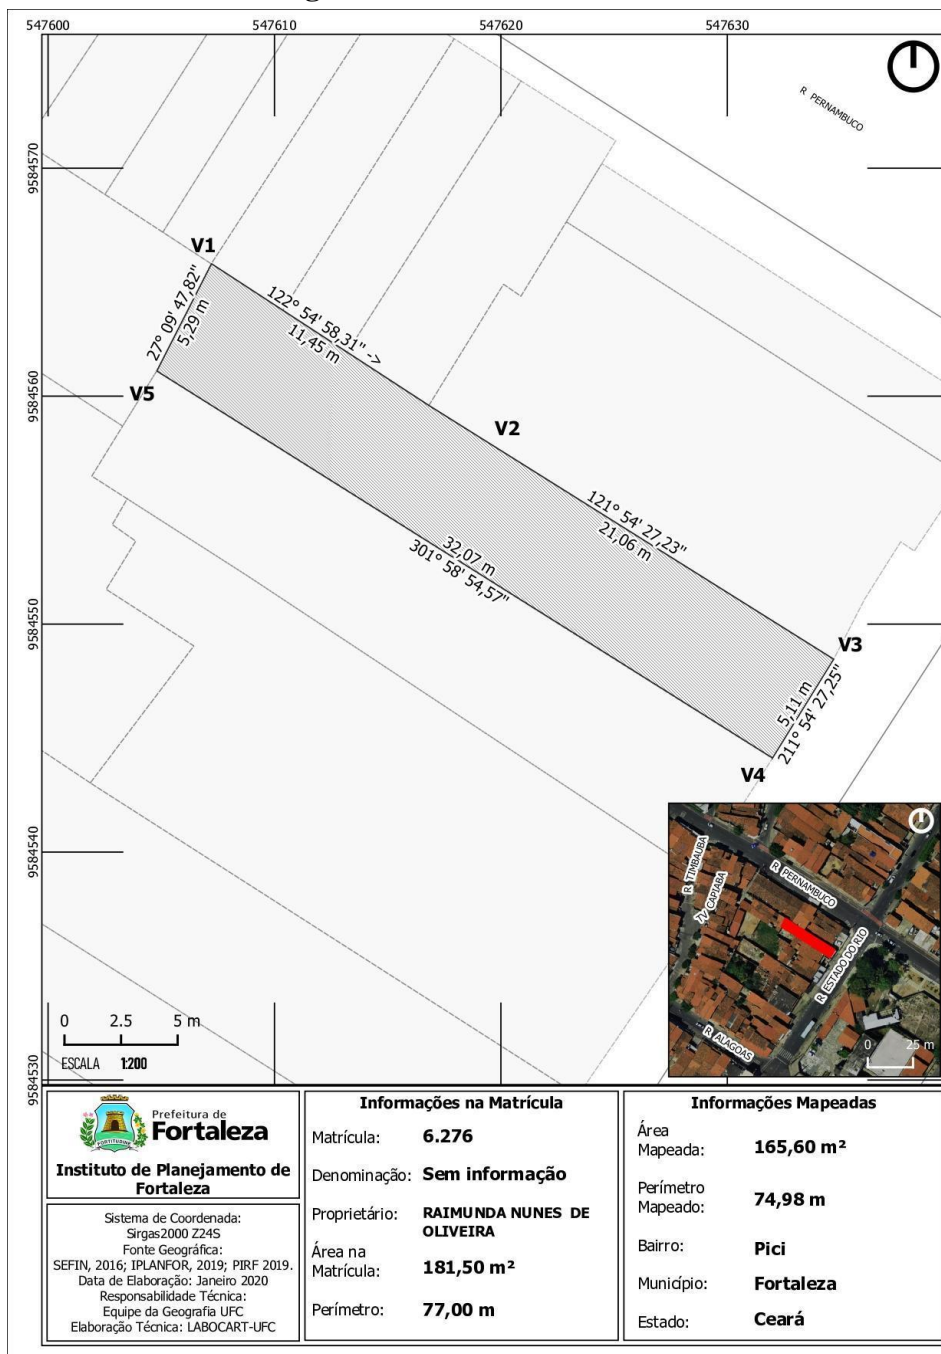 547600
547610
547620
547630
R PERNAMBUCO
9584570
9584560
9584550
9584540
9584530
V1
27° 09' 47,82"
5,29 m
122° 54' 58,31" ->
11,45 m
V5
V2
121° 54' 27,23"
21,06 m
32,07 m
301° 58' 54,57"
V3
5,11 m
211° 54' 27,25"
V4
R TIMBAUBA
TV CAPIABA
R PERNAMBUCO
R ESTADO DO RIO
R ALAGOAS
0 25 m
0 2.5 5 m
ESCALA 1:200
Prefeitura de
Fortaleza
FORTITUDINE
Instituto de Planejamento de
Fortaleza
Sistema de Coordenada:
Sirgas2000 Z24S
Fonte Geográfica:
SEFIN, 2016; IPLANFOR, 2019; PIRF 2019.
Data de Elaboração: Janeiro 2020
Responsabilidade Técnica:
Equipe da Geografia UFC
Elaboração Técnica: LABOCART-UFC
Informações na Matrícula
Matrícula: 6.276
Denominação: Sem informação
Proprietário: RAIMUNDA NUNES DE
OLIVEIRA
Área na
Matrícula: 181,50 m²
Perímetro: 77,00 m
Informações Mapeadas
Área
Mapeada: 165,60 m²
Perímetro
Mapeado: 74,98 m
Bairro: Pici
Município: Fortaleza
Estado: Ceará